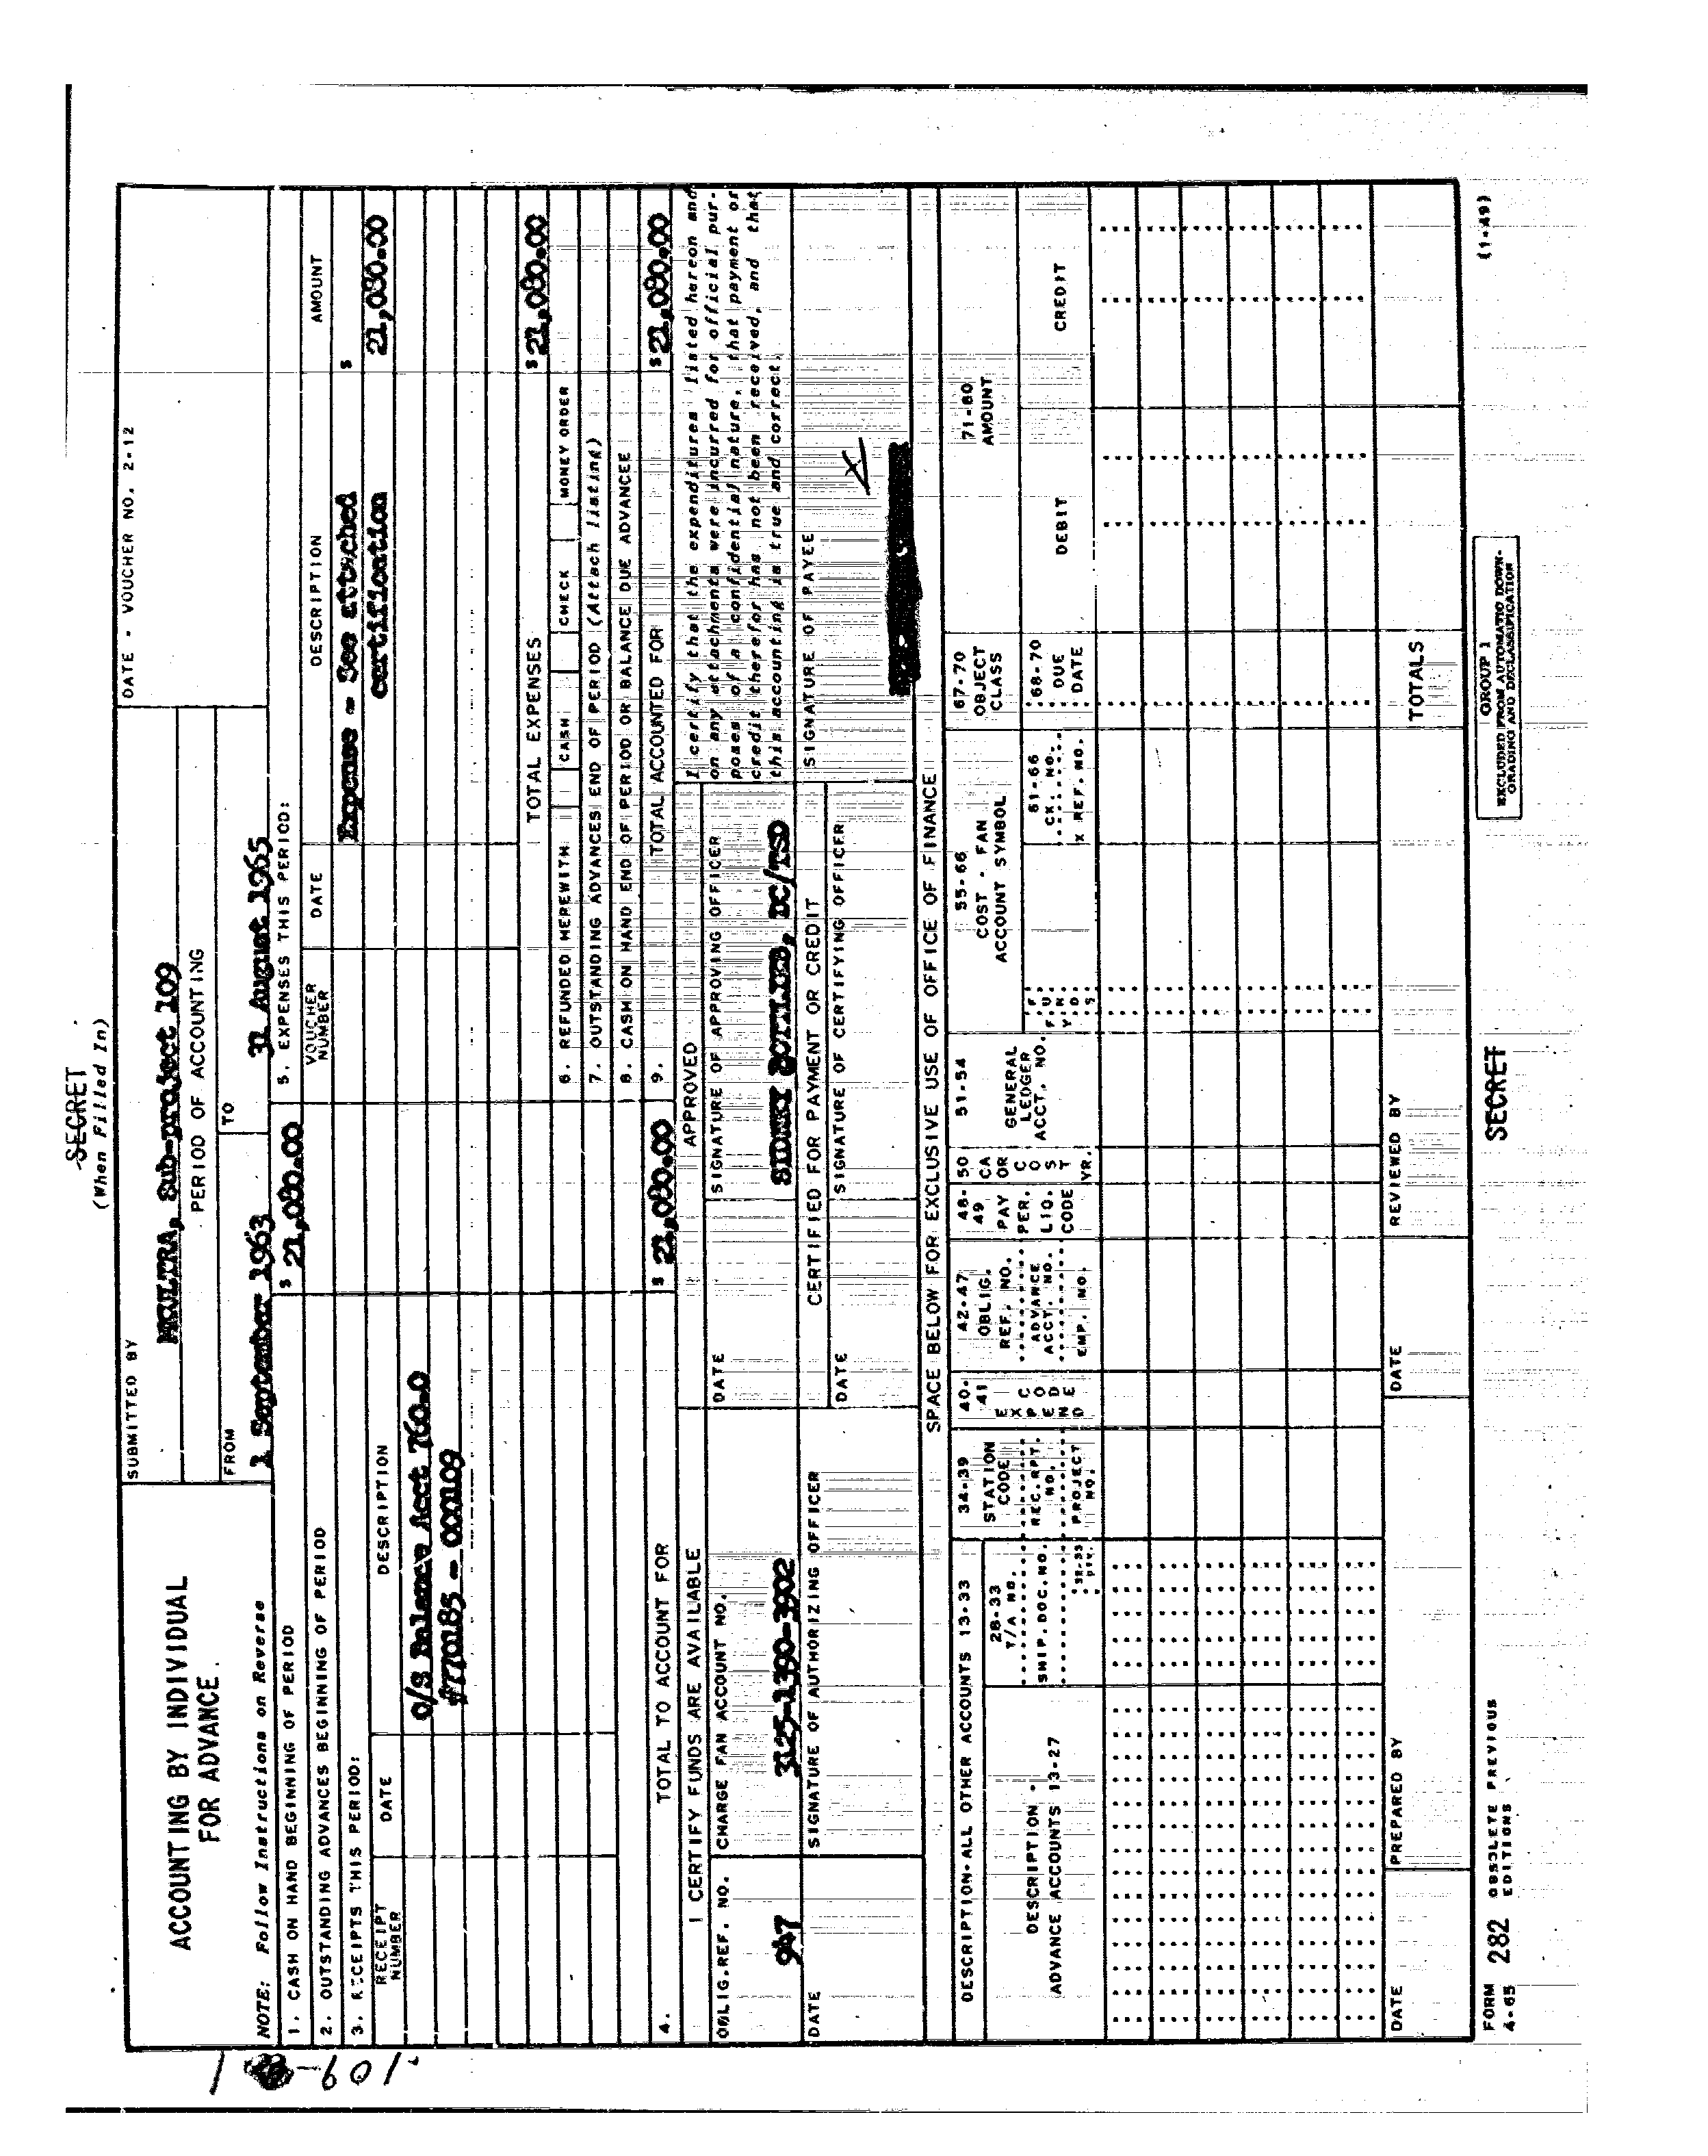 SECRET
(When Filled In)
ACCOUNTING BY INDIVIDUAL
FOR ADVANCE
SUBMITTED BY
MKULTRA, Sub-project 109
DATE - VOUCHER NO. 2-12
PERIOD OF ACCOUNTING
FROM
1 September 1963
TO
31 August 1965
NOTE: Follow Instructions on Reverse
1. CASH ON HAND BEGINNING OF PERIOD
$ 21,080.00
2. OUTSTANDING ADVANCES BEGINNING OF PERIOD
3. RECEIPTS THIS PERIOD:
RECEIPT NUMBER
DATE
DESCRIPTION
O/S Balance Acct 760.0
#770185 - 000109
4. TOTAL TO ACCOUNT FOR
$ 21,080.00
5. EXPENSES THIS PERIOD:
VOUCHER NUMBER
DATE
DESCRIPTION
AMOUNT
Expense - See attached $
certification 21,080.00
TOTAL EXPENSES
$ 21,080.00
6. REFUNDED HEREWITH CASH CHECK MONEY ORDER
7. OUTSTANDING ADVANCES END OF PERIOD (Attach listing)
8. CASH ON HAND END OF PERIOD OR BALANCE DUE ADVANCEE
9. TOTAL ACCOUNTED FOR
$ 21,080.00
I CERTIFY FUNDS ARE AVAILABLE
OBLIG.REF. NO.
947
CHARGE FAN ACCOUNT NO.
3125-1390-3902
DATE
SIGNATURE OF AUTHORIZING OFFICER
APPROVED
DATE
SIGNATURE OF APPROVING OFFICER
SIDNEY GOTTLIEB, DC/TSD
CERTIFIED FOR PAYMENT OR CREDIT
DATE
SIGNATURE OF CERTIFYING OFFICER
I certify that the expenditures listed hereon and
on any attachments were incurred for official pur-
poses of a confidential nature, that payment or
credit therefor has not been received, and that
this accounting is true and correct.
SIGNATURE OF PAYEE
X
SPACE BELOW FOR EXCLUSIVE USE OF OFFICE OF FINANCE
DESCRIPTION-ALL OTHER ACCOUNTS 13-33
DESCRIPTION -
ADVANCE ACCOUNTS 13-27
28-33
T/A NO.
SHIP.DOC.NO.
34-39
STATION
CODE
REC.RPT.
NO.
PROJECT
NO.
40-
41
EXPEND
CODE
42-47
OBLIG.
REF. NO.
ADVANCE
ACCT. NO.
EMP. NO.
48-
49
PAY
PER.
LIQ.
CODE
50
CA
OR
COST
YR.
51-54
GENERAL
LEDGER
ACCT. NO.
55-66
COST - FAN
ACCOUNT SYMBOL
61-66
CK. NO.
X REF. NO.
67-70
OBJECT
CLASS
68-70
DUE
DATE
71-80
AMOUNT
DEBIT
CREDIT
DATE
PREPARED BY
DATE
REVIEWED BY
TOTALS
FORM
4-65
282
OBSOLETE PREVIOUS
EDITIONS
SECRET
GROUP 1
EXCLUDED FROM AUTOMATIC DOWN-
GRADING AND DECLASSIFICATION
(1-49)
109-